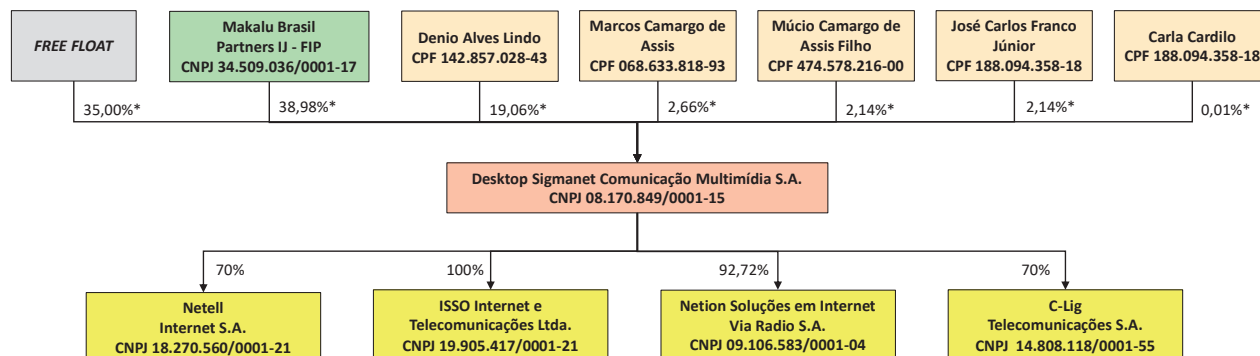 FREE FLOAT
Makalu Brasil
Partners IJ - FIP
CNPJ 34.509.036/0001-17
Denio Alves Lindo
CPF 142.857.028-43
Marcos Camargo de
Assis
CPF 068.633.818-93
Múcio Camargo de
Assis Filho
CPF 474.578.216-00
José Carlos Franco
Júnior
CPF 188.094.358-18
Carla Cardilo
CPF 188.094.358-18
35,00%*
38,98%*
19,06%*
2,66%*
2,14%*
2,14%*
0,01%*
Desktop Sigmanet Comunicação Multimídia S.A.
CNPJ 08.170.849/0001-15
70%
100%
92,72%
70%
Netell
Internet S.A.
CNPJ 18.270.560/0001-21
ISSO Internet e
Telecomunicações Ltda.
CNPJ 19.905.417/0001-21
Netion Soluções em Internet
Via Radio S.A.
CNPJ 09.106.583/0001-04
C-Lig
Telecomunicações S.A.
CNPJ 14.808.118/0001-55